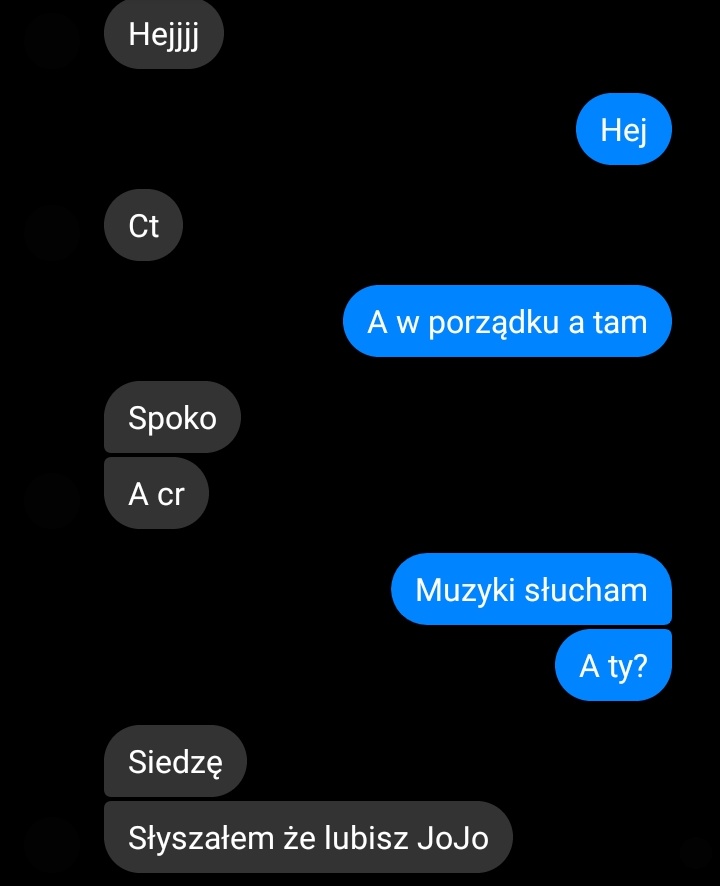 Hejjjj
Hej
Ct
A w porządku a tam
Spoko
A cr
Muzyki słucham
A ty?
Siedzę
Słyszałem że lubisz JoJo